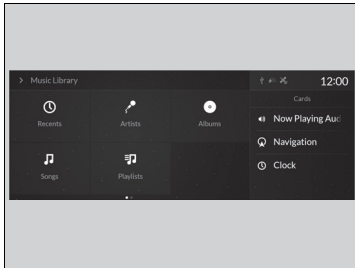 Music Library
12:00
Cards
Recents
Artists
Albums
Now Playing Aud
Navigation
Songs
Playlists
Clock